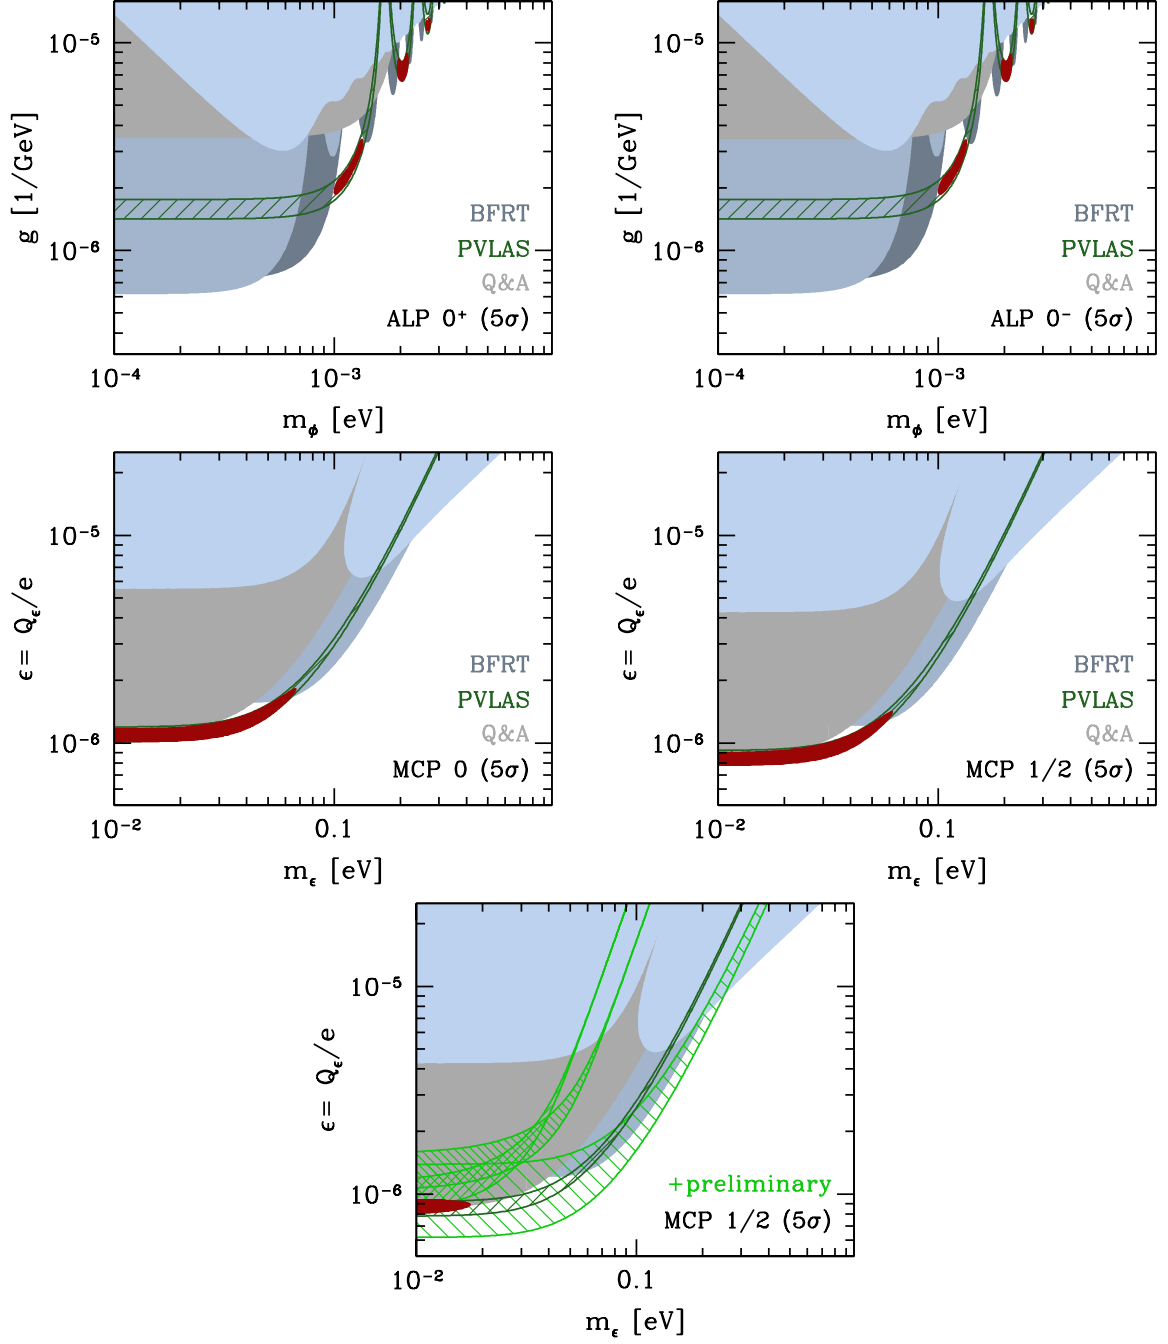 10⁻⁵
10⁻⁶
g [1/GeV]
BFRT
PVLAS
Q&A
ALP 0⁺ (5σ)
10⁻⁴
10⁻³
m_ϕ [eV]
10⁻⁵
10⁻⁶
g [1/GeV]
BFRT
PVLAS
Q&A
ALP 0⁻ (5σ)
10⁻⁴
10⁻³
m_ϕ [eV]
10⁻⁵
10⁻⁶
ϵ= Q_ϵ/e
BFRT
PVLAS
Q&A
MCP 0 (5σ)
10⁻²
0.1
m_ϵ [eV]
10⁻⁵
10⁻⁶
ϵ= Q_ϵ/e
BFRT
PVLAS
Q&A
MCP 1/2 (5σ)
10⁻²
0.1
m_ϵ [eV]
10⁻⁵
10⁻⁶
ϵ= Q_ϵ/e
+preliminary
MCP 1/2 (5σ)
10⁻²
0.1
m_ϵ [eV]